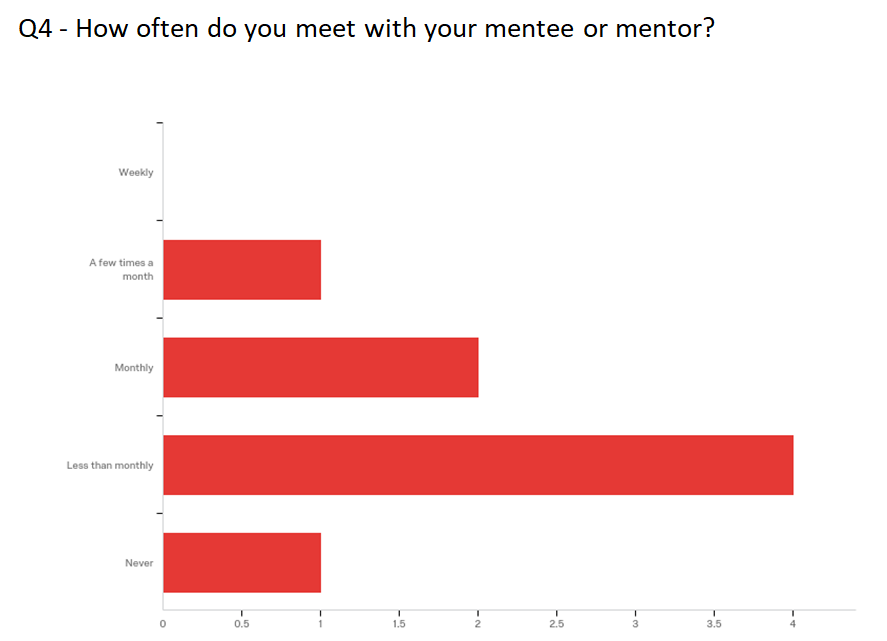 Q4 - How often do you meet with your mentee or mentor?
Weekly
A few times a
month
Monthly
Less than monthly
Never
0 0.5 1 1.5 2 2.5 3 3.5 4